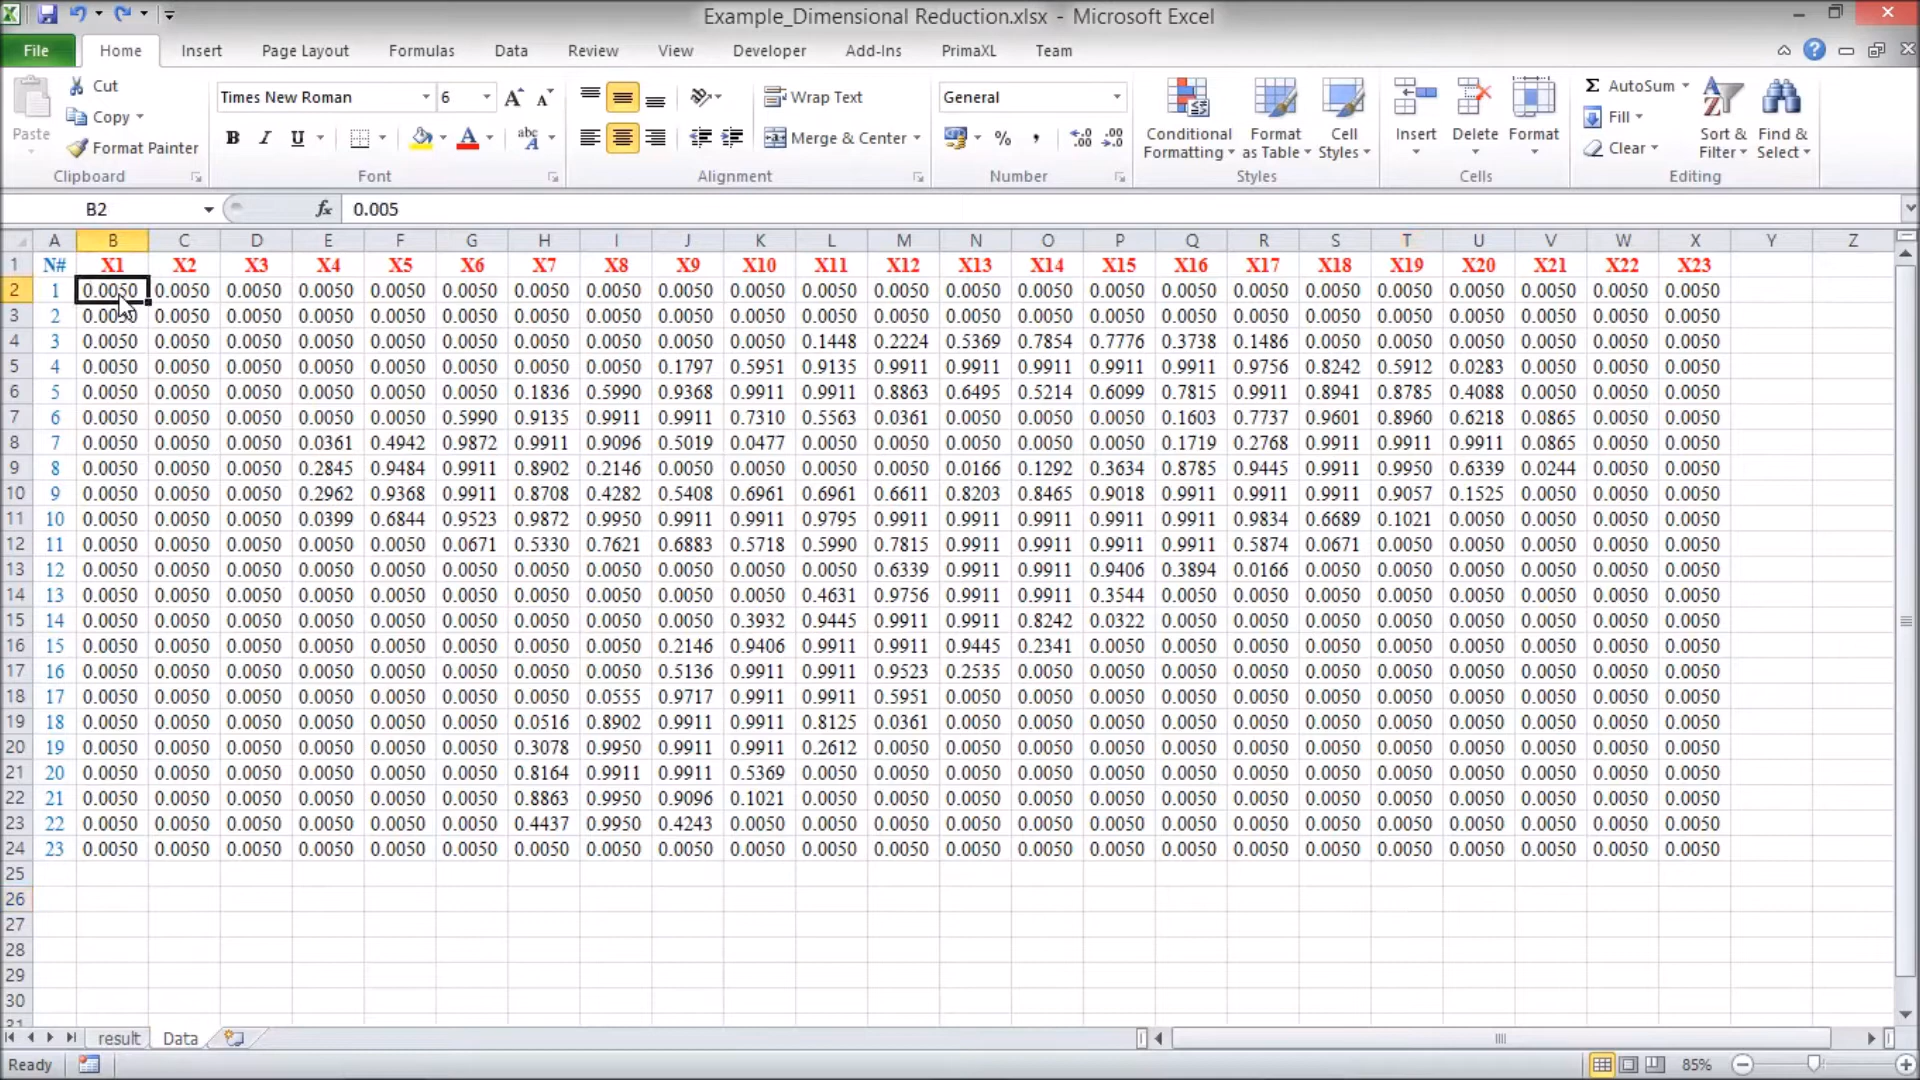 Example_Dimensional Reduction.xlsx - Microsoft Excel
File Home Insert Page Layout Formulas Data Review View Developer Add-Ins PrimaXL Team
Paste
Cut
Copy
Format Painter
Clipboard
Times New Roman 6
B I U
abc
Font
Wrap Text
Merge & Center
Alignment
General
% , .00 .00
Number
Conditional Formatting
Format as Table
Cell Styles
Styles
Insert Delete Format
Cells
Σ AutoSum
Fill
Clear
Sort & Filter
Find & Select
Editing
B2 fx 0.005
A B C D E F G H I J K L M N O P Q R S T U V W X Y Z
1 N# X1 X2 X3 X4 X5 X6 X7 X8 X9 X10 X11 X12 X13 X14 X15 X16 X17 X18 X19 X20 X21 X22 X23
2 1 0.0050 0.0050 0.0050 0.0050 0.0050 0.0050 0.0050 0.0050 0.0050 0.0050 0.0050 0.0050 0.0050 0.0050 0.0050 0.0050 0.0050 0.0050 0.0050 0.0050 0.0050 0.0050 0.0050
3 2 0.0050 0.0050 0.0050 0.0050 0.0050 0.0050 0.0050 0.0050 0.0050 0.0050 0.0050 0.0050 0.0050 0.0050 0.0050 0.0050 0.0050 0.0050 0.0050 0.0050 0.0050 0.0050 0.0050
4 3 0.0050 0.0050 0.0050 0.0050 0.0050 0.0050 0.0050 0.0050 0.0050 0.0050 0.1448 0.2224 0.5369 0.7854 0.7776 0.3738 0.1486 0.0050 0.0050 0.0050 0.0050 0.0050 0.0050
5 4 0.0050 0.0050 0.0050 0.0050 0.0050 0.0050 0.0050 0.0050 0.1797 0.5951 0.9135 0.9911 0.9911 0.9911 0.9911 0.9911 0.9756 0.8242 0.5912 0.0283 0.0050 0.0050 0.0050
6 5 0.0050 0.0050 0.0050 0.0050 0.0050 0.0050 0.1836 0.5990 0.9368 0.9911 0.9911 0.8863 0.6495 0.5214 0.6099 0.7815 0.9911 0.8941 0.8785 0.4088 0.0050 0.0050 0.0050
7 6 0.0050 0.0050 0.0050 0.0050 0.0050 0.5990 0.9135 0.9911 0.9911 0.7310 0.5563 0.0361 0.0050 0.0050 0.0050 0.1603 0.7737 0.9601 0.8960 0.6218 0.0865 0.0050 0.0050
8 7 0.0050 0.0050 0.0050 0.0361 0.4942 0.9872 0.9911 0.9096 0.5019 0.0477 0.0050 0.0050 0.0050 0.0050 0.0050 0.1719 0.2768 0.9911 0.9911 0.9911 0.0865 0.0050 0.0050
9 8 0.0050 0.0050 0.0050 0.2845 0.9484 0.9911 0.8902 0.2146 0.0050 0.0050 0.0050 0.0050 0.0166 0.1292 0.3634 0.8785 0.9445 0.9911 0.9950 0.6339 0.0244 0.0050 0.0050
10 9 0.0050 0.0050 0.0050 0.2962 0.9368 0.9911 0.8708 0.4282 0.5408 0.6961 0.6961 0.6611 0.8203 0.8465 0.9018 0.9911 0.9911 0.9911 0.9057 0.1525 0.0050 0.0050 0.0050
11 10 0.0050 0.0050 0.0050 0.0399 0.6844 0.9523 0.9872 0.9950 0.9911 0.9911 0.9795 0.9911 0.9911 0.9911 0.9911 0.9911 0.9834 0.6689 0.1021 0.0050 0.0050 0.0050 0.0050
12 11 0.0050 0.0050 0.0050 0.0050 0.0050 0.0671 0.5330 0.7621 0.6883 0.5718 0.5990 0.7815 0.9911 0.9911 0.9911 0.9911 0.5874 0.0671 0.0050 0.0050 0.0050 0.0050 0.0050
13 12 0.0050 0.0050 0.0050 0.0050 0.0050 0.0050 0.0050 0.0050 0.0050 0.0050 0.0050 0.6339 0.9911 0.9911 0.9406 0.3894 0.0166 0.0050 0.0050 0.0050 0.0050 0.0050 0.0050
14 13 0.0050 0.0050 0.0050 0.0050 0.0050 0.0050 0.0050 0.0050 0.0050 0.0050 0.4631 0.9756 0.9911 0.9911 0.3544 0.0050 0.0050 0.0050 0.0050 0.0050 0.0050 0.0050 0.0050
15 14 0.0050 0.0050 0.0050 0.0050 0.0050 0.0050 0.0050 0.0050 0.0050 0.3932 0.9445 0.9911 0.9911 0.8242 0.0322 0.0050 0.0050 0.0050 0.0050 0.0050 0.0050 0.0050 0.0050
16 15 0.0050 0.0050 0.0050 0.0050 0.0050 0.0050 0.0050 0.0050 0.2146 0.9406 0.9911 0.9911 0.9445 0.2341 0.0050 0.0050 0.0050 0.0050 0.0050 0.0050 0.0050 0.0050 0.0050
17 16 0.0050 0.0050 0.0050 0.0050 0.0050 0.0050 0.0050 0.0050 0.5136 0.9911 0.9911 0.9523 0.2535 0.0050 0.0050 0.0050 0.0050 0.0050 0.0050 0.0050 0.0050 0.0050 0.0050
18 17 0.0050 0.0050 0.0050 0.0050 0.0050 0.0050 0.0050 0.0555 0.9717 0.9911 0.9911 0.5951 0.0050 0.0050 0.0050 0.0050 0.0050 0.0050 0.0050 0.0050 0.0050 0.0050 0.0050
19 18 0.0050 0.0050 0.0050 0.0050 0.0050 0.0050 0.0516 0.8902 0.9911 0.9911 0.8125 0.0361 0.0050 0.0050 0.0050 0.0050 0.0050 0.0050 0.0050 0.0050 0.0050 0.0050 0.0050
20 19 0.0050 0.0050 0.0050 0.0050 0.0050 0.0050 0.3078 0.9950 0.9911 0.9911 0.2612 0.0050 0.0050 0.0050 0.0050 0.0050 0.0050 0.0050 0.0050 0.0050 0.0050 0.0050 0.0050
21 20 0.0050 0.0050 0.0050 0.0050 0.0050 0.0050 0.8164 0.9911 0.9911 0.5369 0.0050 0.0050 0.0050 0.0050 0.0050 0.0050 0.0050 0.0050 0.0050 0.0050 0.0050 0.0050 0.0050
22 21 0.0050 0.0050 0.0050 0.0050 0.0050 0.0050 0.8863 0.9950 0.9096 0.1021 0.0050 0.0050 0.0050 0.0050 0.0050 0.0050 0.0050 0.0050 0.0050 0.0050 0.0050 0.0050 0.0050
23 22 0.0050 0.0050 0.0050 0.0050 0.0050 0.0050 0.4437 0.9950 0.4243 0.0050 0.0050 0.0050 0.0050 0.0050 0.0050 0.0050 0.0050 0.0050 0.0050 0.0050 0.0050 0.0050 0.0050
24 23 0.0050 0.0050 0.0050 0.0050 0.0050 0.0050 0.0050 0.0050 0.0050 0.0050 0.0050 0.0050 0.0050 0.0050 0.0050 0.0050 0.0050 0.0050 0.0050 0.0050 0.0050 0.0050 0.0050
25
26
27
28
29
30
31
result Data
Ready 85%